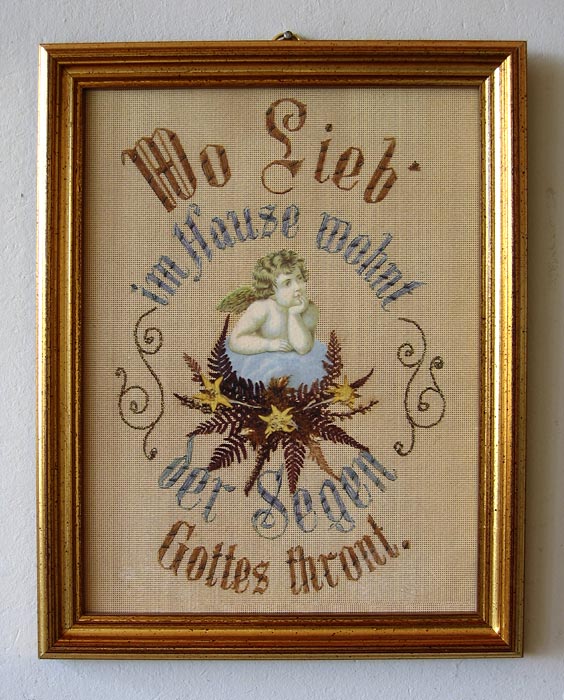 Wo Lieb'
im Hause wohnt
der Segen
Gottes thront.